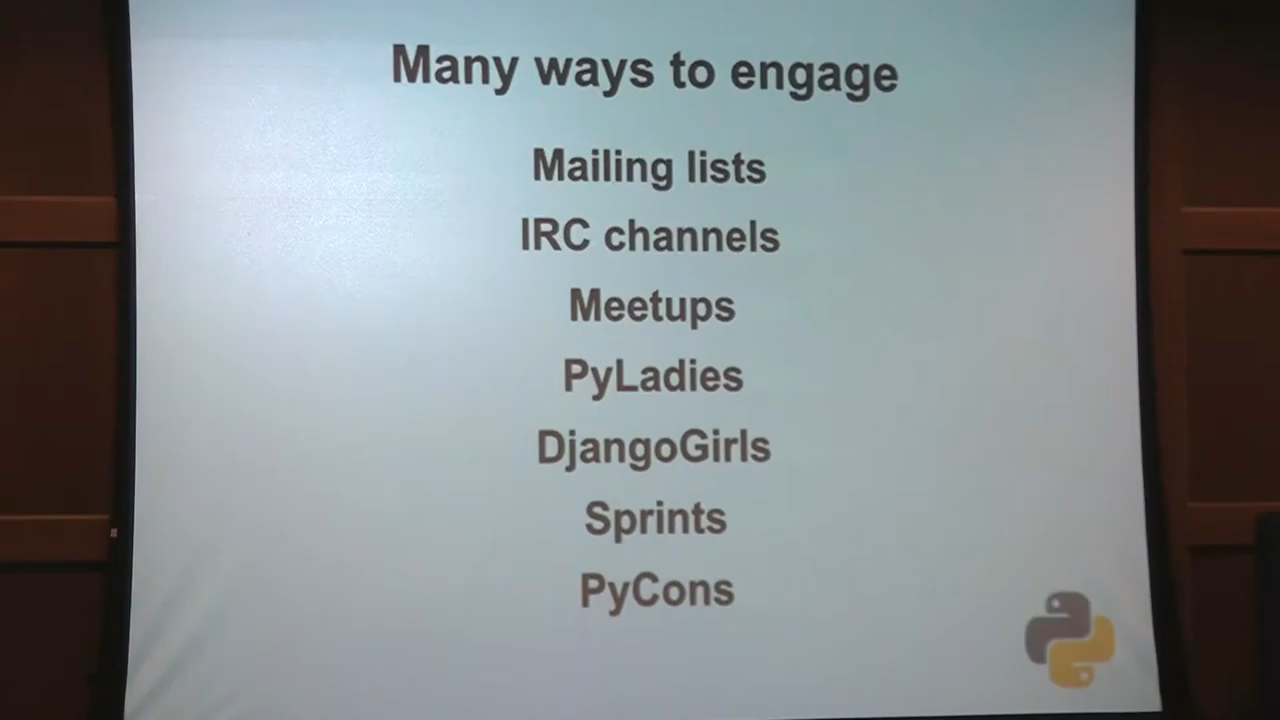 Many ways to engage
Mailing lists
IRC channels
Meetups
PyLadies
DjangoGirls
Sprints
PyCons